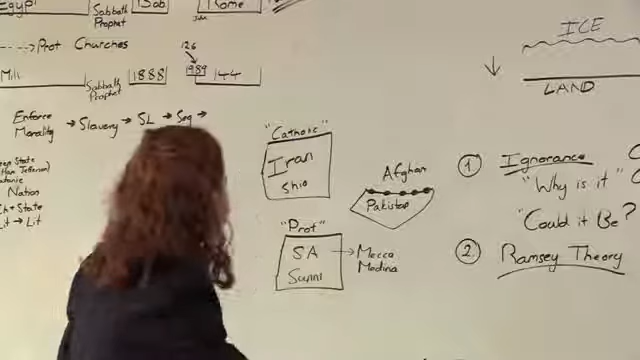 Egypt
Sabbath
Prophet
1Sab
1Some
Prot Churches
126
Mill
Sabbath
Prophet
1888
1989
144
Enforce
Morality
→ Slavery → SL → Seg →
Nation
"Catholic"
Iran
Shia
"Prot"
SA
Sunni
→ Mecca
Medina
Afghan
Pakistan
ICE
LAND
1 Ignorance
"Why is it"
"Could it Be?
2 Ramsey Theory